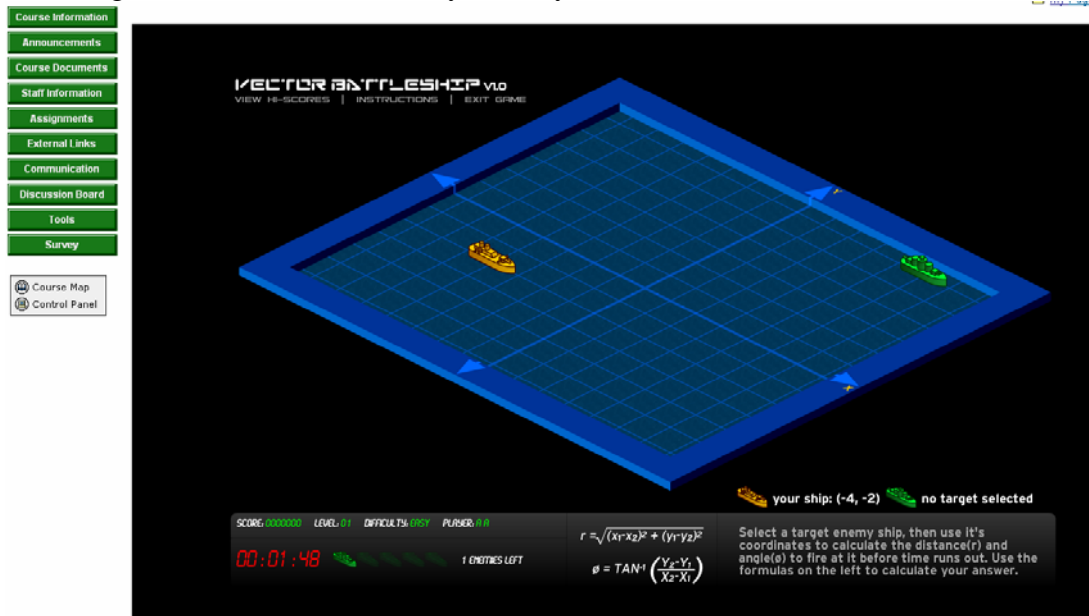 Course Information
Announcements
Course Documents
Staff Information
Assignments
External Links
Communication
Discussion Board
Tools
Survey
Course Map
Control Panel
VECTOR BATTLESHIP V1.0
VIEW HI-SCORES | INSTRUCTIONS | EXIT GAME
Y
X
your ship: (-4, -2) no target selected
SCORE: 0000000 LEVEL: 01 DIFFICULTY: EASY PLAYER: A A
00:01:48 1 ENEMIES LEFT
r = √(x₁-x₂)² + (y₁-y₂)²
ø = TAN⁻¹ (Y₂-Y₁ / X₂-X₁)
Select a target enemy ship, then use it's
coordinates to calculate the distance(r) and
angle(ø) to fire at it before time runs out. Use the
formulas on the left to calculate your answer.